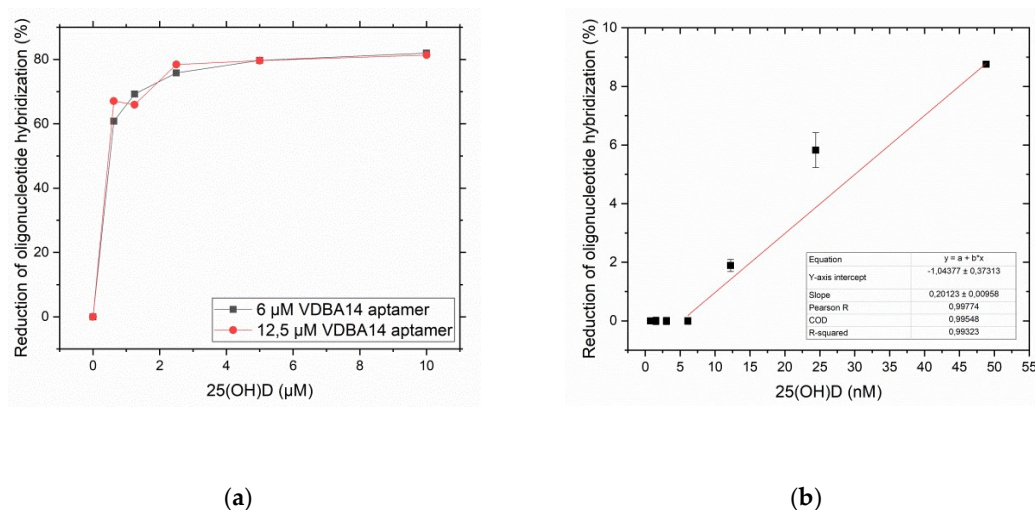 Reduction of oligonucleotide hybridization (%)
80
60
40
20
0
0
2
4
6
8
10
25(OH)D (µM)
6 µM VDBA14 aptamer
12,5 µM VDBA14 aptamer
(a)
Reduction of oligonucleotide hybridization (%)
10
8
6
4
2
0
0
5
10
15
20
25
30
35
40
45
50
55
25(OH)D (nM)
Equation y = a + b*x
Y-axis intercept -1,04377 ± 0,37313
Slope 0,20123 ± 0,00958
Pearson R 0,99774
COD 0,99548
R-squared 0,99323
(b)